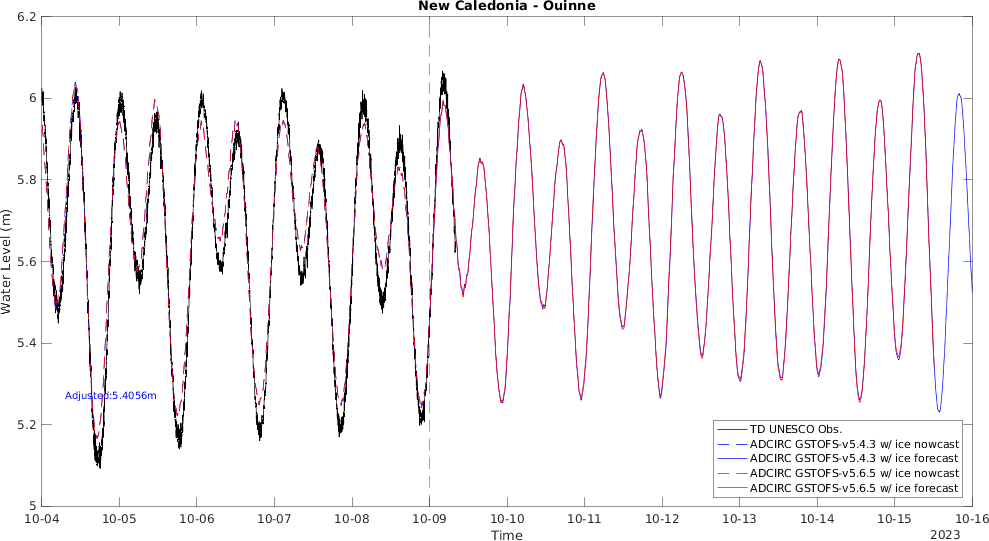 New Caledonia - Ouinne
6.2
6
5.8
5.6
5.4
5.2
5
Water Level (m)
Adjusted:5.4056m
TD UNESCO Obs.
ADCIRC GSTOFS-v5.4.3 w/ ice nowcast
ADCIRC GSTOFS-v5.4.3 w/ ice forecast
ADCIRC GSTOFS-v5.6.5 w/ ice nowcast
ADCIRC GSTOFS-v5.6.5 w/ ice forecast
10-04 10-05 10-06 10-07 10-08 10-09 10-10 10-11 10-12 10-13 10-14 10-15 10-16
Time
2023